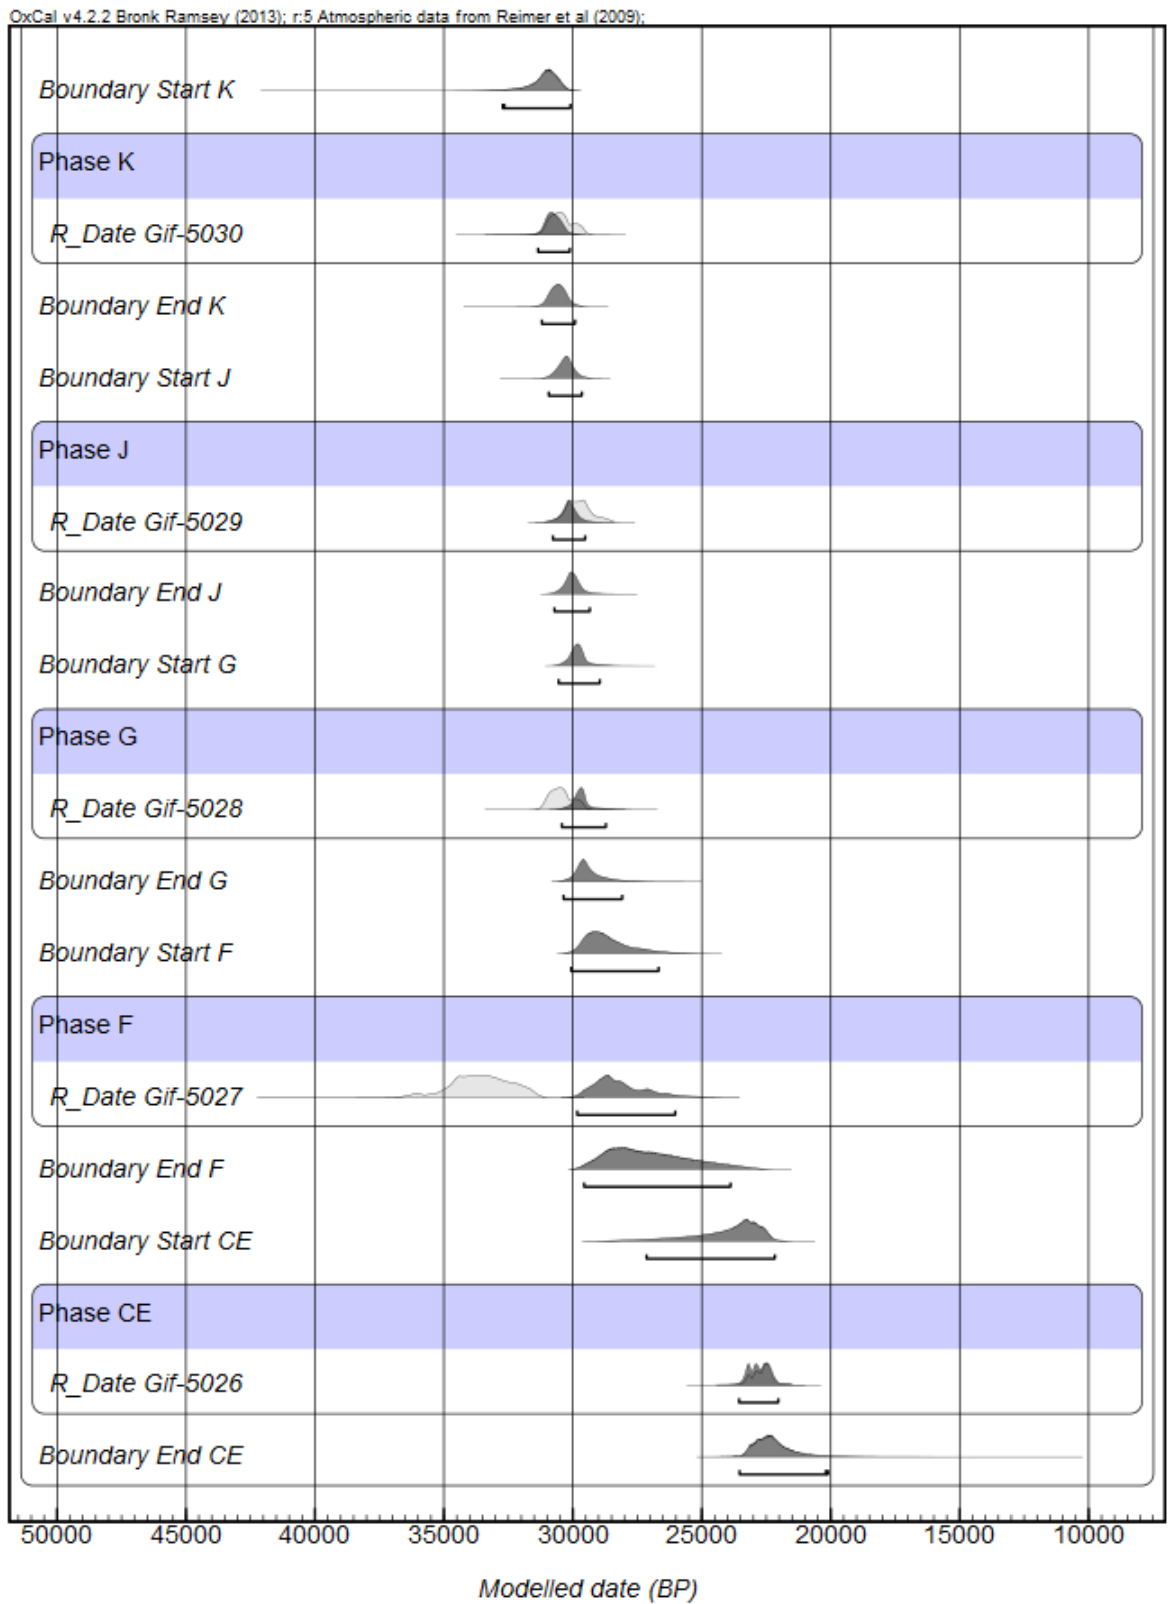 OxCal v4.2.2 Bronk Ramsey (2013); r:5 Atmospheric data from Reimer et al (2009);
Boundary Start K
Phase K
R_Date Gif-5030
Boundary End K
Boundary Start J
Phase J
R_Date Gif-5029
Boundary End J
Boundary Start G
Phase G
R_Date Gif-5028
Boundary End G
Boundary Start F
Phase F
R_Date Gif-5027
Boundary End F
Boundary Start CE
Phase CE
R_Date Gif-5026
Boundary End CE
50000 45000 40000 35000 30000 25000 20000 15000 10000
Modelled date (BP)